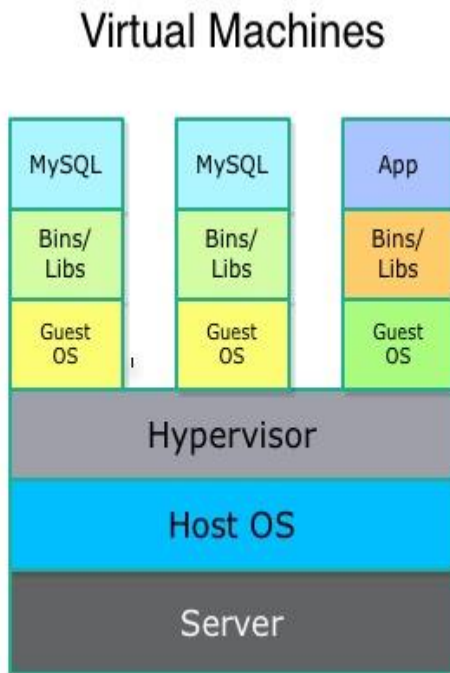 Virtual Machines
MySQL
Bins/
Libs
Guest
OS
MySQL
Bins/
Libs
Guest
OS
App
Bins/
Libs
Guest
OS
Hypervisor
Host OS
Server